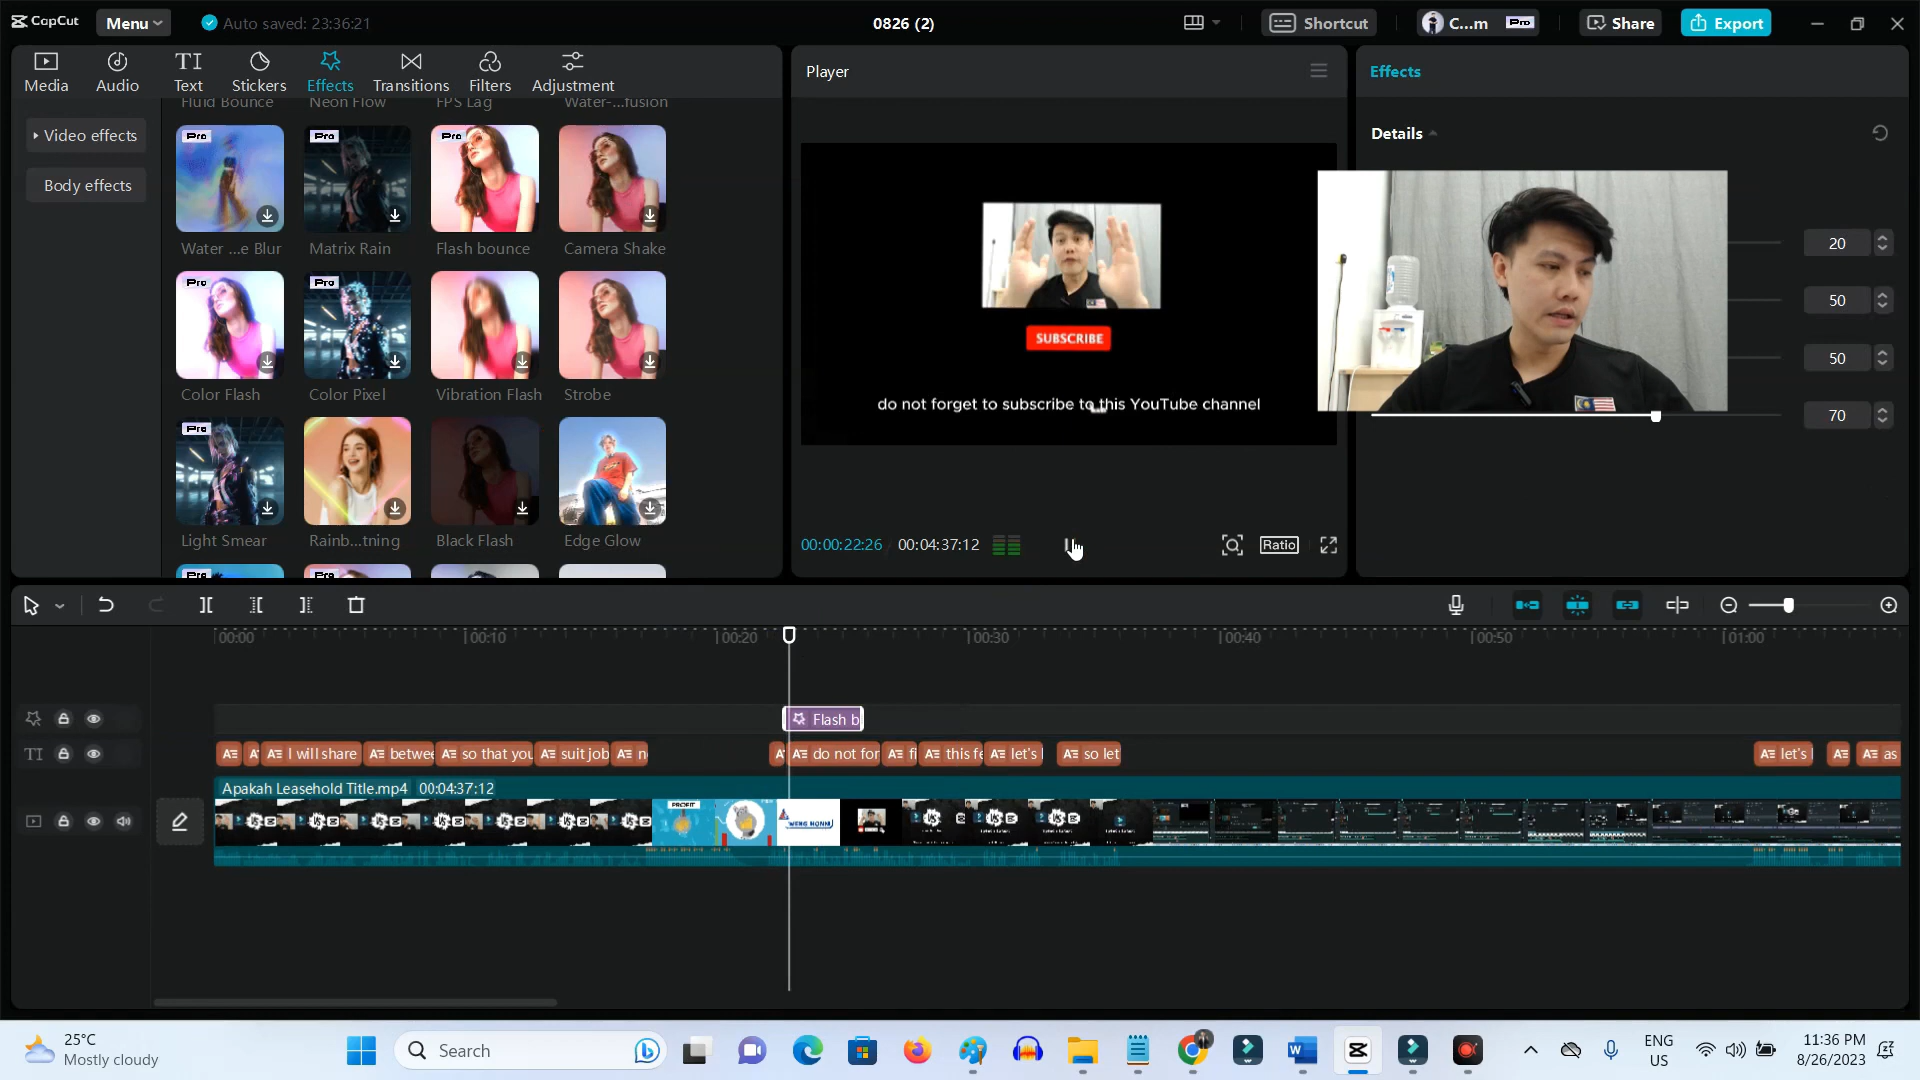 CapCut
Menu
Auto saved: 23:36:21
0826 (2)
Shortcut
C...m
Pro
Share
Export
Media
Audio
TI
Text
Stickers
Effects
Transitions
Filters
Adjustment
Player
Effects
Fluid Bounce
Neon Flow
FPS Lag
Water-...fusion
Video effects
Body effects
Details
Pro
Pro
Pro
Water ...e Blur
Matrix Rain
Flash bounce
Camera Shake
20
50
50
70
SUBSCRIBE
do not forget to subscribe to this YouTube channel
Pro
Pro
Color Flash
Color Pixel
Vibration Flash
Strobe
Pro
Light Smear
Rainb...tning
Black Flash
Edge Glow
Pro
Pro
00:00:22:26
00:04:37:12
Ratio
00:00
00:10
00:20
00:30
00:40
00:50
01:00
Flash b
TI
I will share
betwee
so that you
suit job
n
do not for
fi
this fe
let's
so let
let's
as
Apakah Leasehold Title.mp4
00:04:37:12
PROFIT
WENG HONN
25°C
Mostly cloudy
Search
ENG
US
11:36 PM
8/26/2023